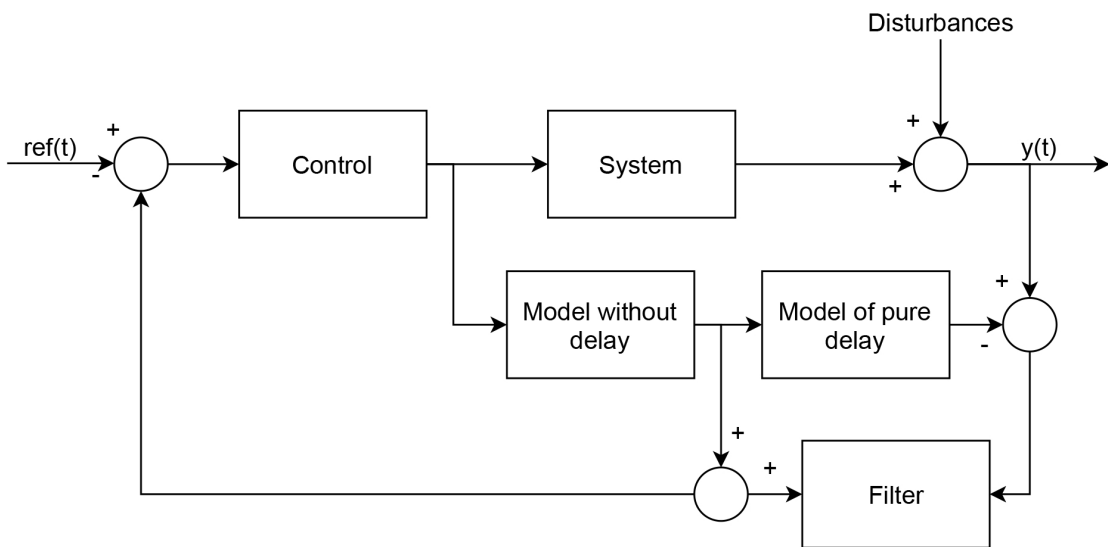 Disturbances
+
+
ref(t)
-
Control
System
+
y(t)
+
Model without
delay
Model of pure
delay
-
+
+
Filter